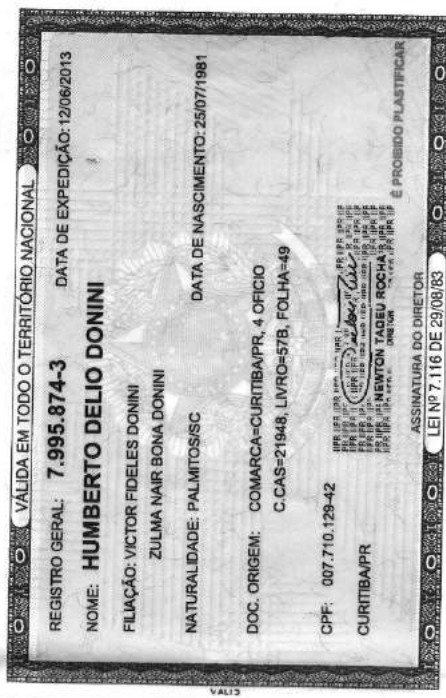 VÁLIDA EM TODO O TERRITÓRIO NACIONAL
REGISTRO GERAL: 7.995.874-3 DATA DE EXPEDIÇÃO: 12/06/2013
NOME: HUMBERTO DELIO DONINI
FILIAÇÃO: VICTOR FIDELES DONINI
ZULMA NAIR BONA DONINI
NATURALIDADE: PALMITOS/SC DATA DE NASCIMENTO: 25/07/1981
DOC. ORIGEM: COMARCA=CURITIBA/PR, 4 OFICIO
C.CAS=21948, LIVRO=57B, FOLHA=49
CPF: 007.710.129-42
CURITIBA/PR
NEWTON TADEU ROCHA
DIRETOR
É PROIBIDO PLASTIFICAR
ASSINATURA DO DIRETOR
LEI Nº 7.116 DE 29/08/83